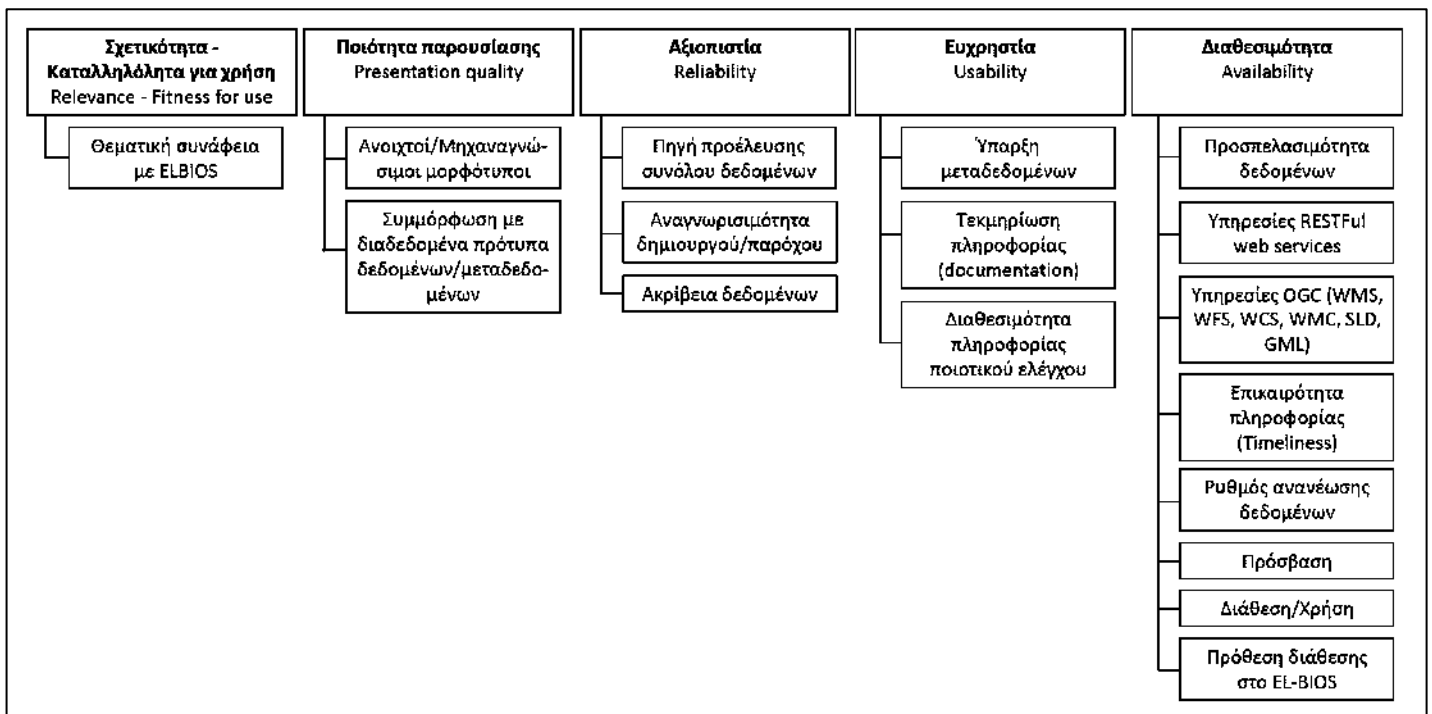 Σχετικότητα -
Καταλληλόλητα για χρήση
Relevance - Fitness for use
Θεματική συνάφεια
με ELBIOS
Ποιότητα παρουσίασης
Presentation quality
Ανοιχτοί/Μηχαναγνώ-
σιμοι μορφότυποι
Συμμόρφωση με
διαδεδομένα πρότυπα
δεδομένων/μεταδεδο-
μένων
Αξιοπιστία
Reliability
Πηγή προέλευσης
συνόλου δεδομένων
Αναγνωρισιμότητα
δημιουργού/παρόχου
Ακρίβεια δεδομένων
Ευχρηστία
Usability
Ύπαρξη
μεταδεδομένων
Τεκμηρίωση
πληροφορίας
(documentation)
Διαθεσιμότητα
πληροφορίας
ποιοτικού ελέγχου
Διαθεσιμότητα
Availability
Προσπελασιμότητα
δεδομένων
Υπηρεσίες RESTFul
web services
Υπηρεσίες OGC (WMS,
WFS, WCS, WMC, SLD,
GML)
Επικαιρότητα
πληροφορίας
(Timeliness)
Ρυθμός ανανέωσης
δεδομένων
Πρόσβαση
Διάθεση/Χρήση
Πρόθεση διάθεσης
στο EL-BIOS